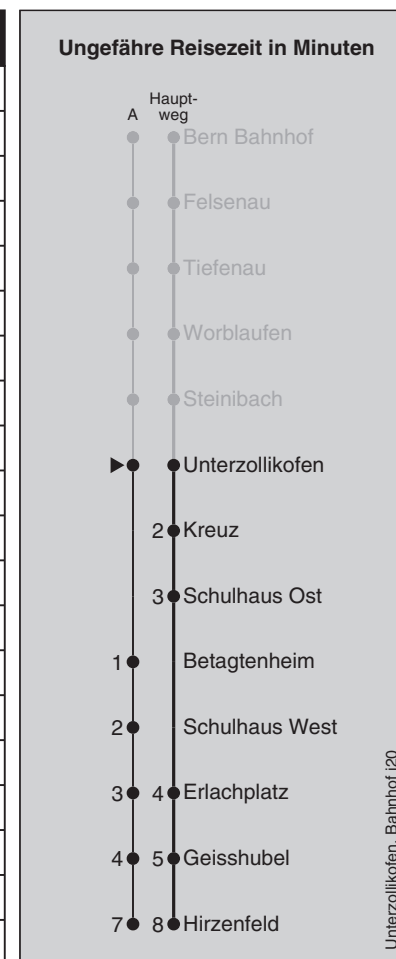 Ungefähre Reisezeit in Minuten
Haupt-
A weg
Bern Bahnhof
Felsenau
Tiefenau
Worblaufen
Steinibach
Unterzollikofen
2 Kreuz
3 Schulhaus Ost
1 Betagtenheim
2 Schulhaus West
3 4 Erlachplatz
4 5 Geisshubel
7 8 Hirzenfeld
Unterzollikofen, Bahnhof j20